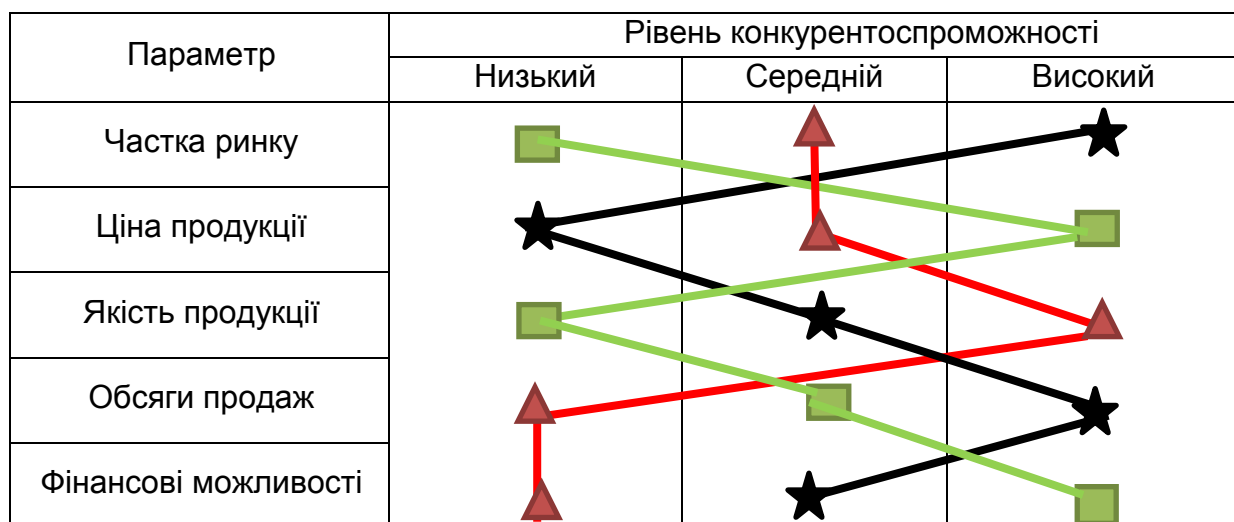 Параметр
Рівень конкурентоспроможності
Низький
Середній
Високий
Частка ринку
Ціна продукції
Якість продукції
Обсяги продаж
Фінансові можливості